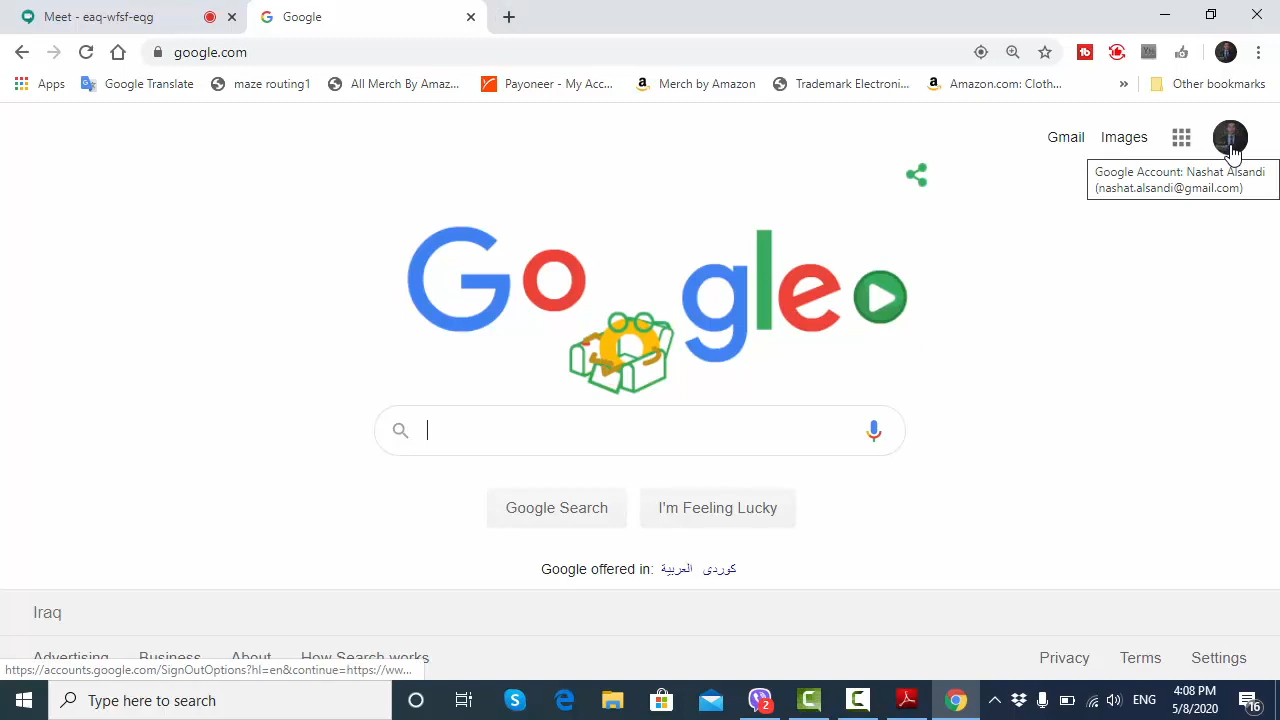 Meet - eaq-wfsf-eqg
Google
google.com
Apps
Google Translate
maze routing1
All Merch By Amaz...
Payoneer - My Acc...
Merch by Amazon
Trademark Electroni...
Amazon.com: Cloth...
»
Other bookmarks
Gmail
Images
Google Account: Nashat Alsandi
(nashat.alsandi@gmail.com)
Google
Google Search
I'm Feeling Lucky
Google offered in: العربية كوردی
Iraq
Advertising
Business
About
How Search works
Privacy
Terms
Settings
https://accounts.google.com/SignOutOptions?hl=en&continue=https://ww...
Type here to search
2
ENG
4:08 PM
5/8/2020
16